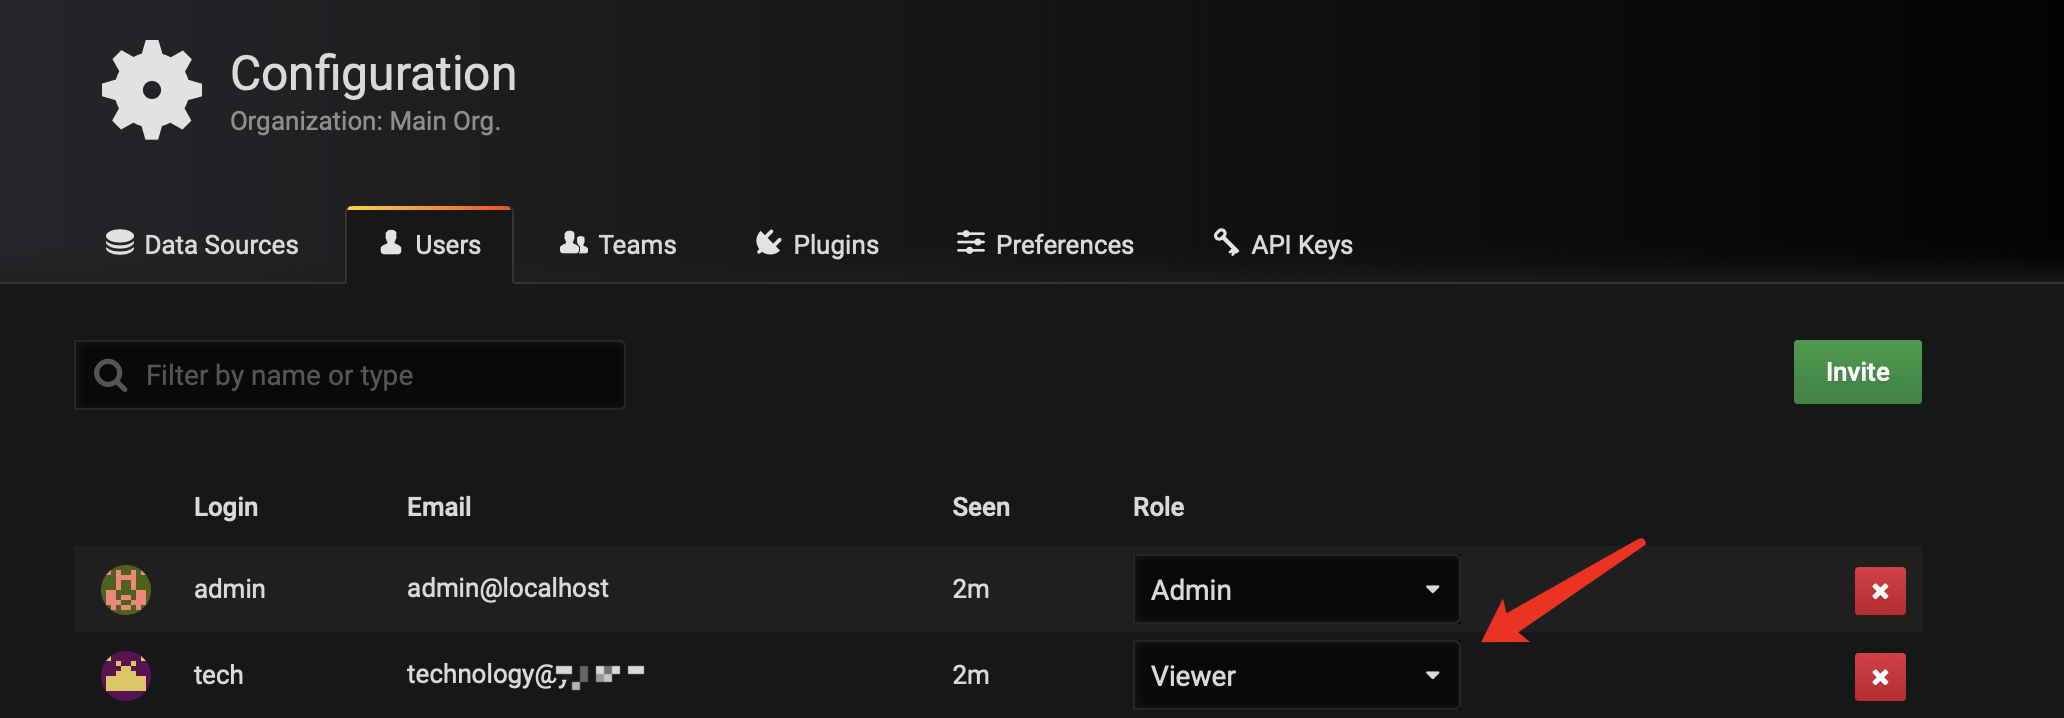 Configuration
Organization: Main Org.
Data Sources Users Teams Plugins Preferences API Keys
Filter by name or type
Invite
Login Email Seen Role
admin admin@localhost 2m Admin
tech technology@ 2m Viewer